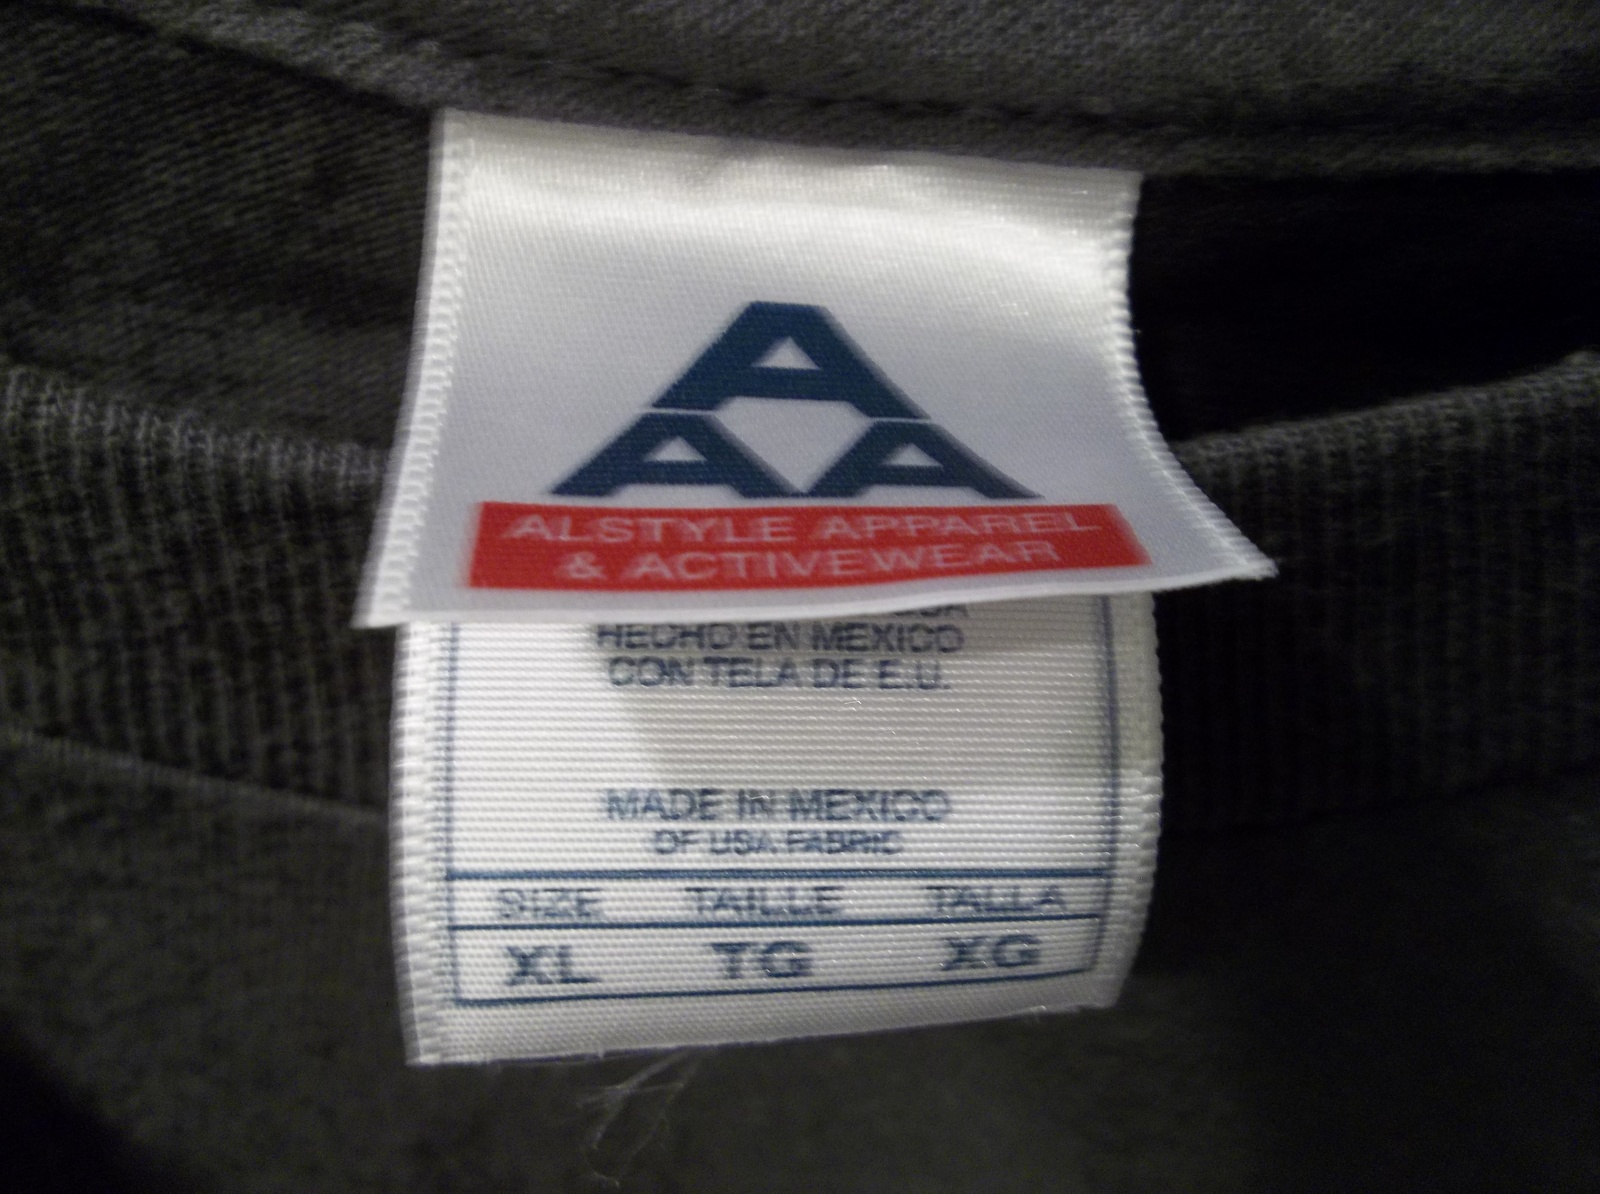 A
A A
ALSTYLE APPAREL
& ACTIVEWEAR
HECHO EN MEXICO
CON TELA DE E.U.
MADE IN MEXICO
OF USA FABRIC
SIZE TAILLE TALLA
XL TG XG